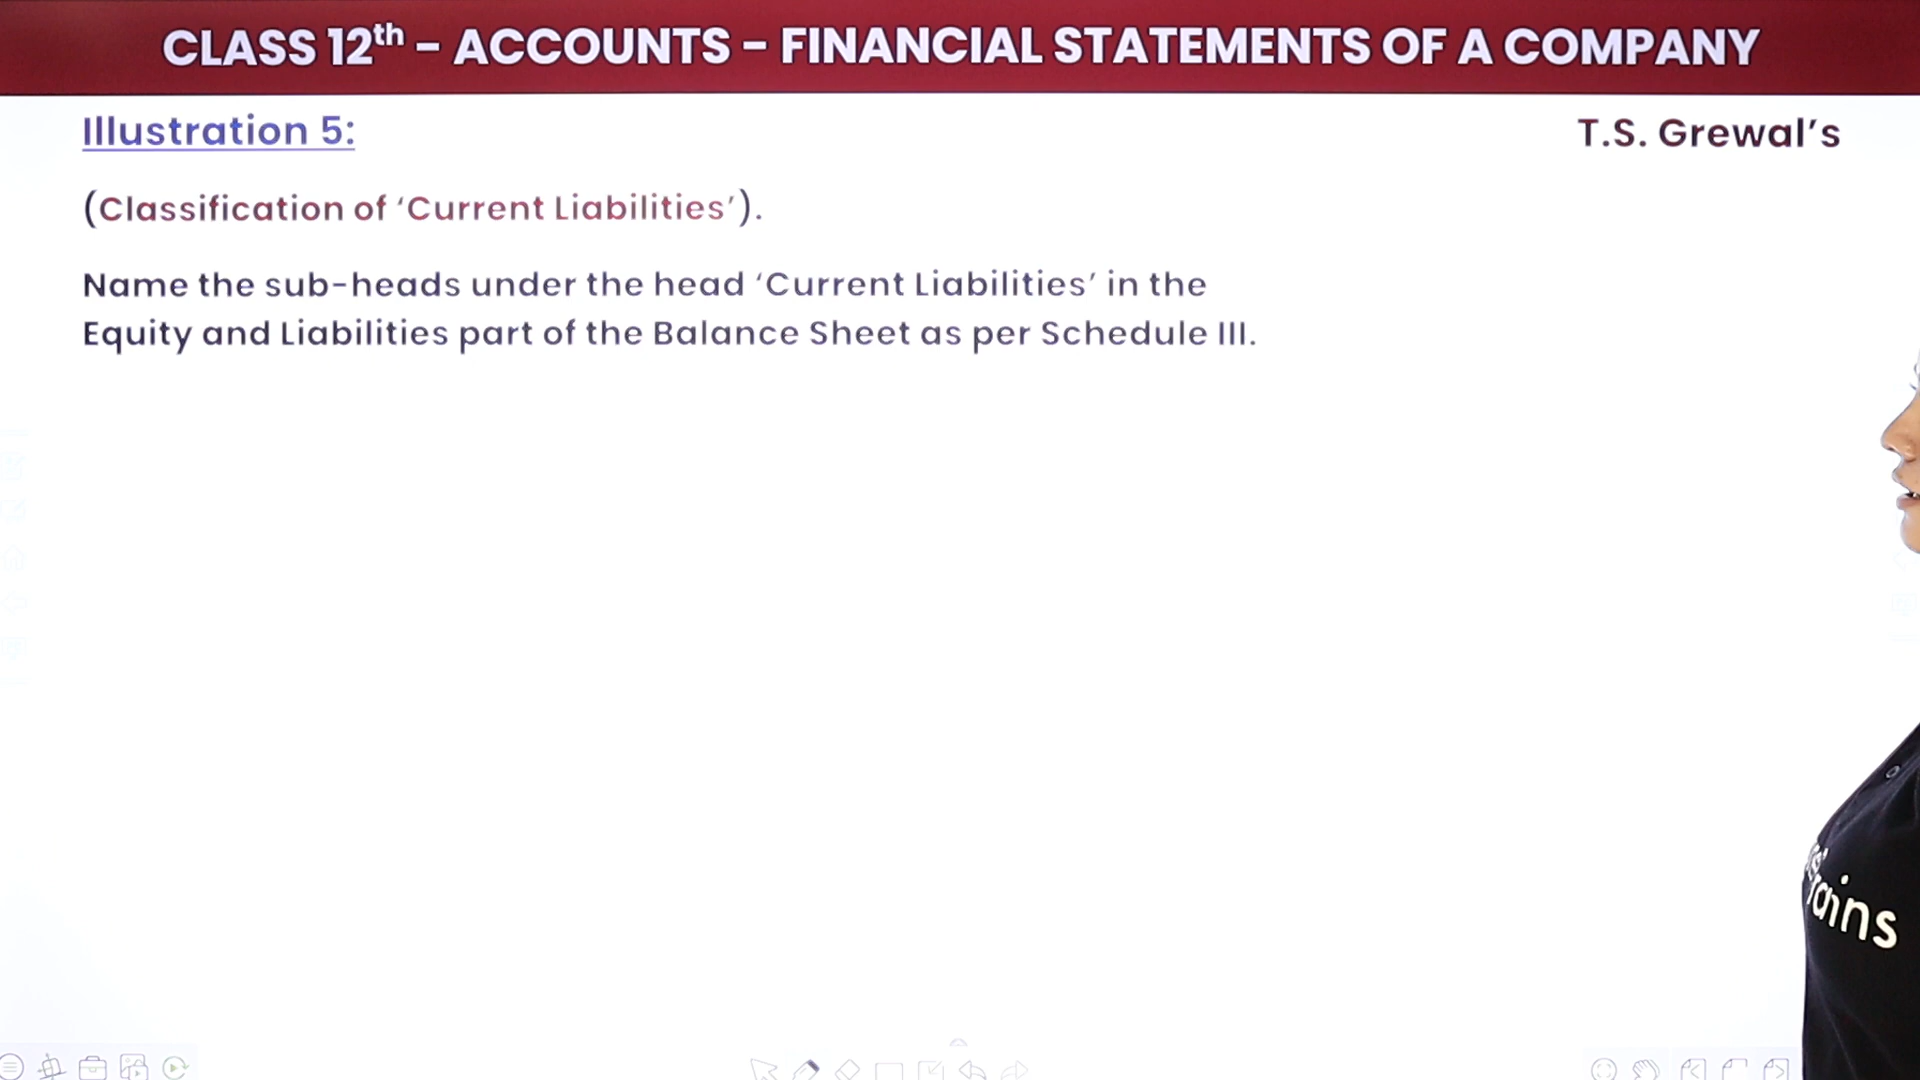 CLASS 12th – ACCOUNTS – FINANCIAL STATEMENTS OF A COMPANY
Illustration 5:
T.S. Grewal’s
(Classification of ‘Current Liabilities’).
Name the sub-heads under the head ‘Current Liabilities’ in the
Equity and Liabilities part of the Balance Sheet as per Schedule III.